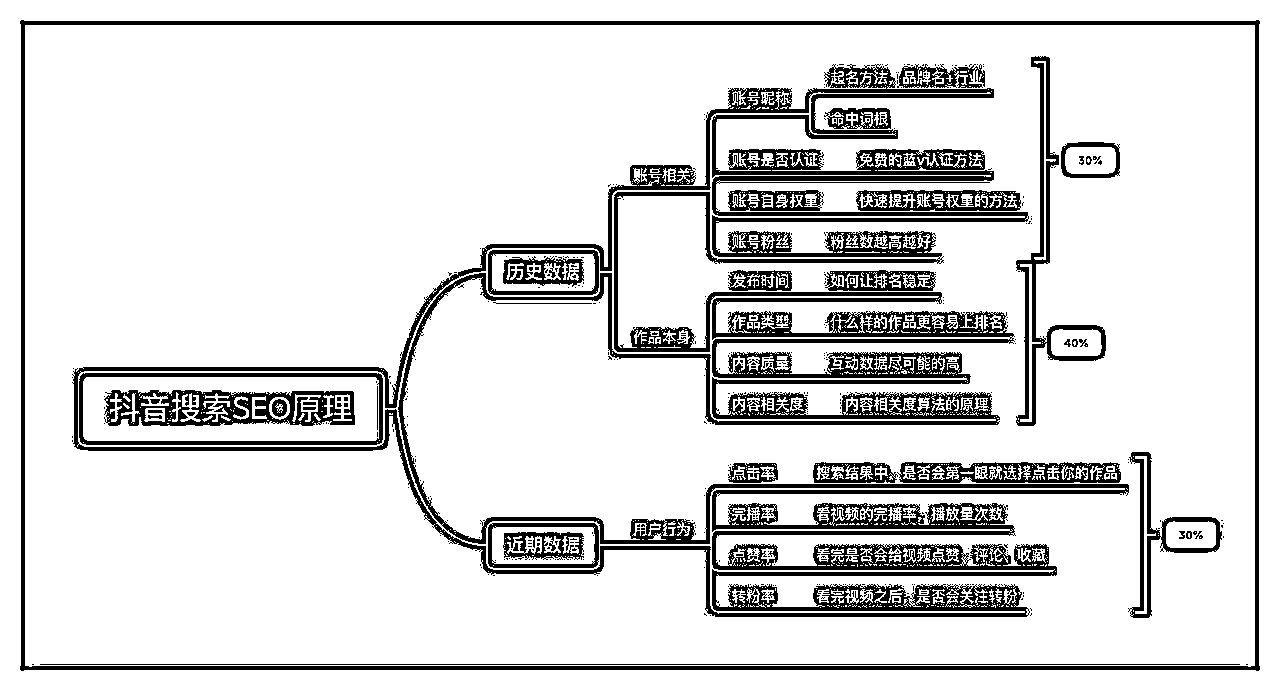 抖音搜索SEO原理
历史数据
账号相关
账号昵称
起名方法，品牌名+行业
命中词根
账号是否认证 免费的蓝v认证方法
账号自身权重 快速提升账号权重的方法
账号粉丝 粉丝数越高越好
30%
作品本身
发布时间 如何让排名稳定
作品类型 什么样的作品更容易上排名
内容质量 互动数据尽可能的高
内容相关度 内容相关度算法的原理
40%
近期数据
用户行为
点击率 搜索结果中，是否会第一眼就选择点击你的作品
完播率 看视频的完播率，播放量次数
点赞率 看完是否会给视频点赞，评论，收藏
转粉率 看完视频之后，是否会关注转粉
30%